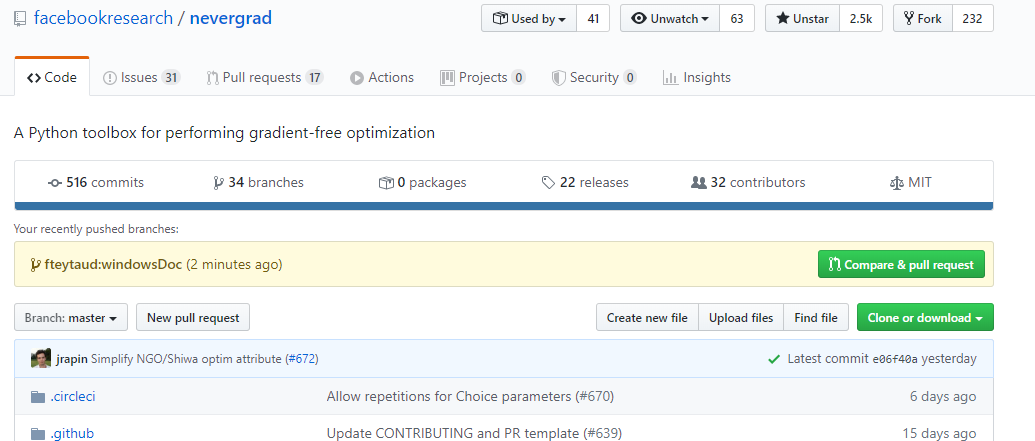 facebookresearch / nevergrad Used by 41 Unwatch 63 Unstar 2.5k Fork 232
Code Issues 31 Pull requests 17 Actions Projects 0 Security 0 Insights
A Python toolbox for performing gradient-free optimization
516 commits 34 branches 0 packages 22 releases 32 contributors MIT
Your recently pushed branches:
fteytaud:windowsDoc (2 minutes ago) Compare & pull request
Branch: master New pull request Create new file Upload files Find file Clone or download
jrapin Simplify NGO/Shiwa optim attribute (#672) Latest commit e06f40a yesterday
.circleci Allow repetitions for Choice parameters (#670) 6 days ago
.github Update CONTRIBUTING and PR template (#639) 15 days ago